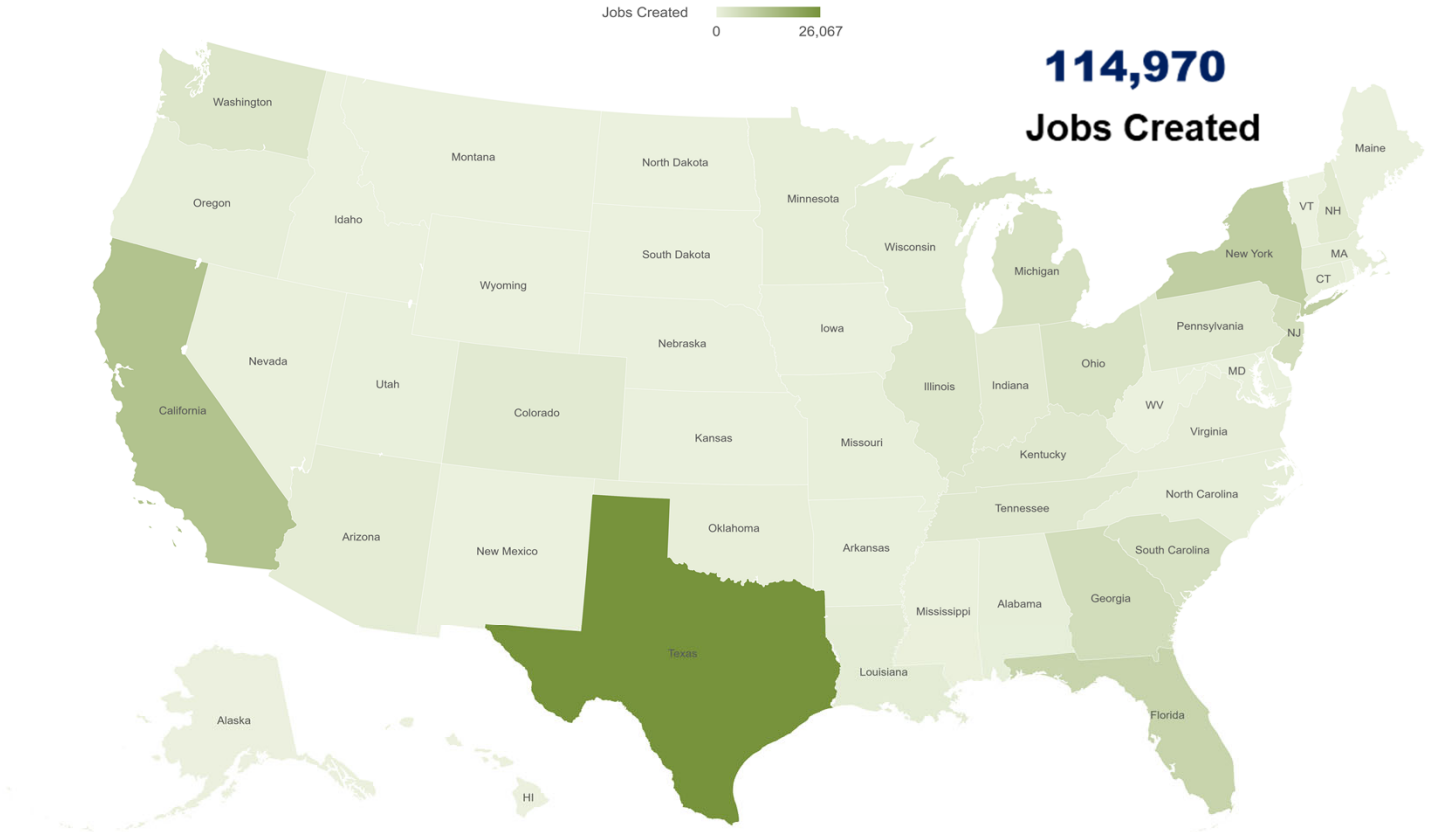 Jobs Created
0 26,067
114,970
Jobs Created
Washington
Montana
North Dakota
Minnesota
Maine
Oregon
Idaho
VT
NH
Wisconsin
South Dakota
New York
MA
Michigan
CT
Wyoming
Iowa
Pennsylvania
NJ
Nebraska
Nevada
Ohio
MD
Utah
Illinois
Indiana
WV
California
Colorado
Kansas
Missouri
Virginia
Kentucky
North Carolina
Tennessee
Oklahoma
Arizona
New Mexico
Arkansas
South Carolina
Georgia
Alabama
Mississippi
Texas
Louisiana
Florida
Alaska
HI